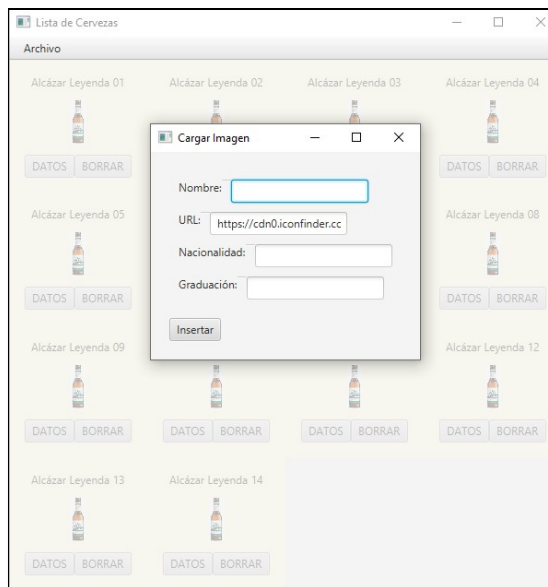 Lista de Cervezas
Archivo
Alcázar Leyenda 01 Alcázar Leyenda 02 Alcázar Leyenda 03 Alcázar Leyenda 04
Cargar Imagen
DATOS BORRAR DATOS BORRAR
Nombre:
URL: https://cdn0.iconfinder.cc
Alcázar Leyenda 05 Alcázar Leyenda 08
Nacionalidad:
Graduación:
DATOS BORRAR DATOS BORRAR
Insertar
Alcázar Leyenda 09 Alcázar Leyenda 12
DATOS BORRAR DATOS BORRAR DATOS BORRAR DATOS BORRAR
Alcázar Leyenda 13 Alcázar Leyenda 14
DATOS BORRAR DATOS BORRAR